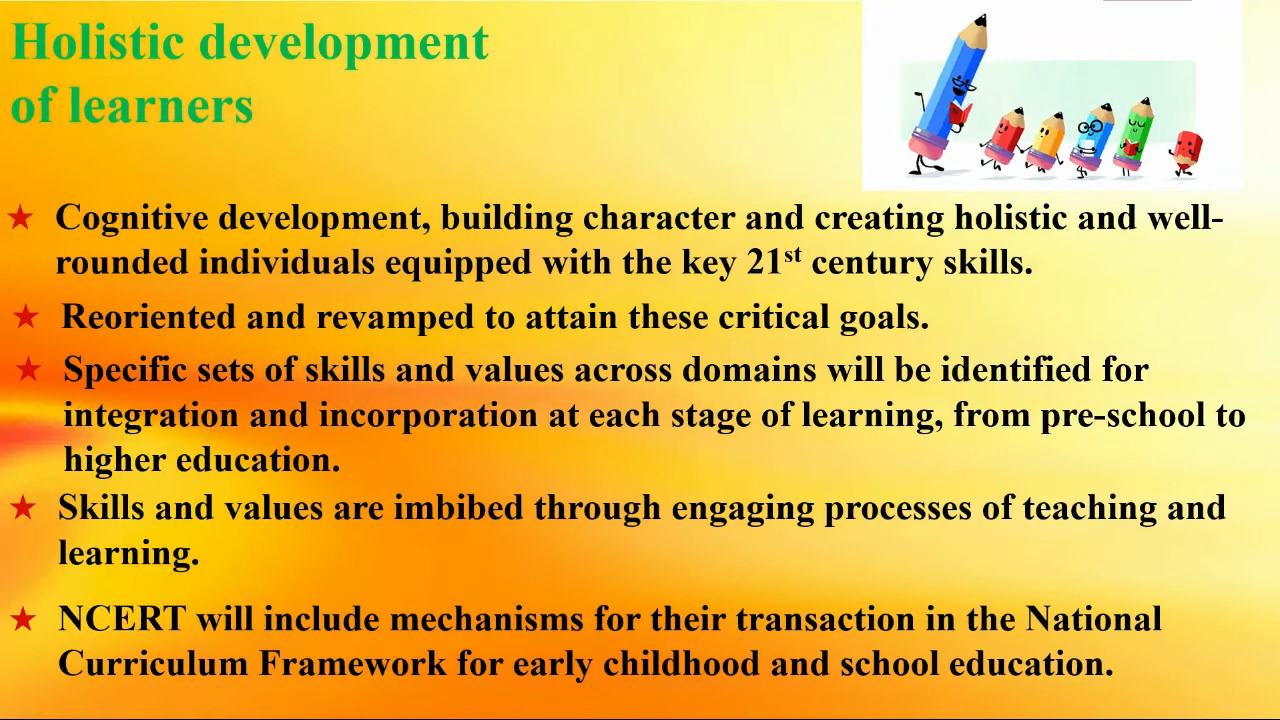 Holistic development
of learners
★ Cognitive development, building character and creating holistic and well-
rounded individuals equipped with the key 21st century skills.
★ Reoriented and revamped to attain these critical goals.
★ Specific sets of skills and values across domains will be identified for
integration and incorporation at each stage of learning, from pre-school to
higher education.
★ Skills and values are imbibed through engaging processes of teaching and
learning.
★ NCERT will include mechanisms for their transaction in the National
Curriculum Framework for early childhood and school education.